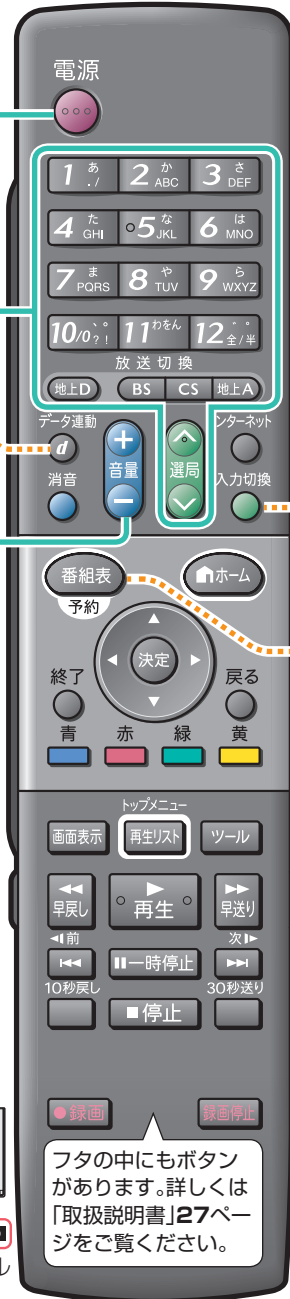 電源
1 あ ./ 2 か ABC 3 さ DEF
4 た GHI 5 な JKL 6 は MNO
7 ま PQRS 8 や TUV 9 ら WXYZ
10/0 、。?! 11 わをん 12 ゛゜ 全/半
放送切換
地上D BS CS 地上A
データ連動 ンターネット
d
音量 選局
消音 入力切換
番組表 ホーム
予約
決定
終了 戻る
青 赤 緑 黄
トップメニュー
画面表示 再生リスト ツール
早戻し 再生 早送り
前 次
一時停止
10秒戻し 30秒送り
停止
録画 録画停止
フタの中にもボタン
があります。詳しくは
「取扱説明書」27ペー
ジをご覧ください。
ル